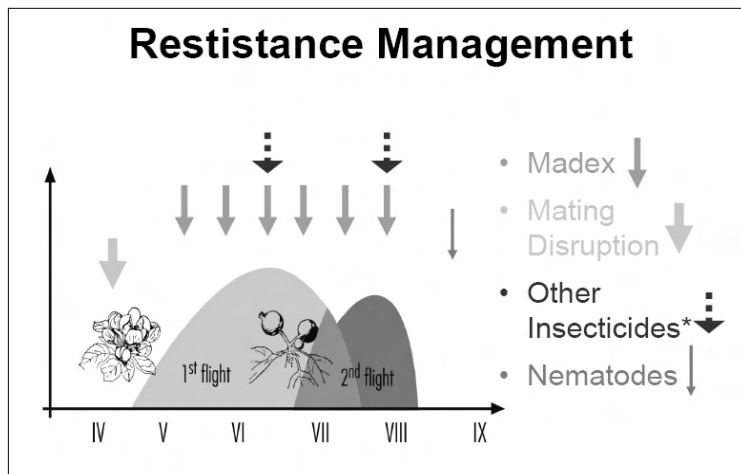 Restistance Management
• Madex
• Mating
Disruption
• Other
Insecticides*
• Nematodes
1st flight
2nd flight
IV V VI VII VIII IX